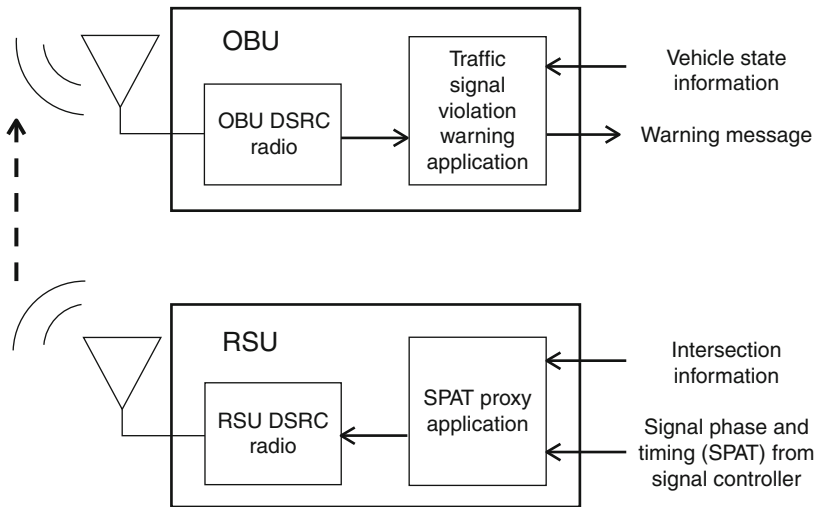 OBU
OBU DSRC
radio
Traffic
signal
violation
warning
application
Vehicle state
information
Warning message
RSU
RSU DSRC
radio
SPAT proxy
application
Intersection
information
Signal phase and
timing (SPAT) from
signal controller